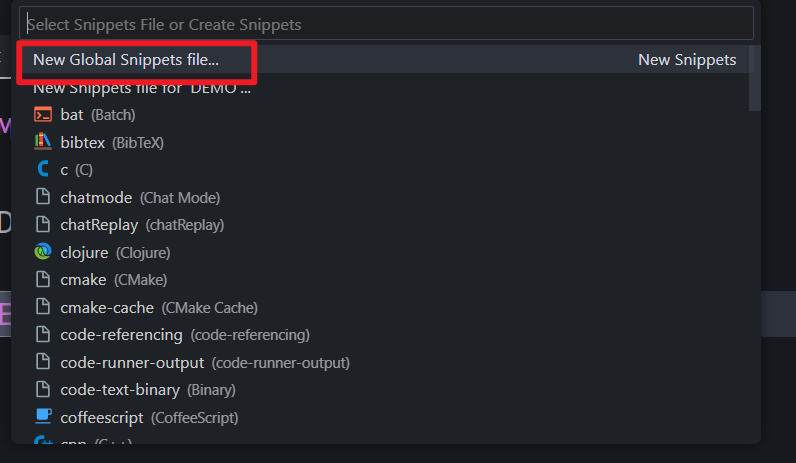 Select Snippets File or Create Snippets
New Global Snippets file... New Snippets
New Snippets file for 'DEMO'...
bat (Batch)
bibtex (BibTeX)
c (C)
chatmode (Chat Mode)
chatReplay (chatReplay)
clojure (Clojure)
cmake (CMake)
cmake-cache (CMake Cache)
code-referencing (code-referencing)
code-runner-output (code-runner-output)
code-text-binary (Binary)
coffeescript (CoffeeScript)
cpp (C++)